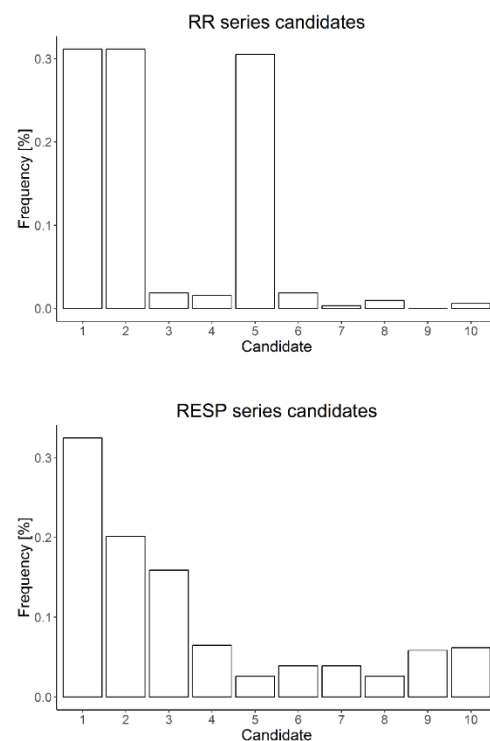 RR series candidates
Frequency [%]
0.3
0.2
0.1
0.0
1 2 3 4 5 6 7 8 9 10
Candidate
RESP series candidates
Frequency [%]
0.3
0.2
0.1
0.0
1 2 3 4 5 6 7 8 9 10
Candidate